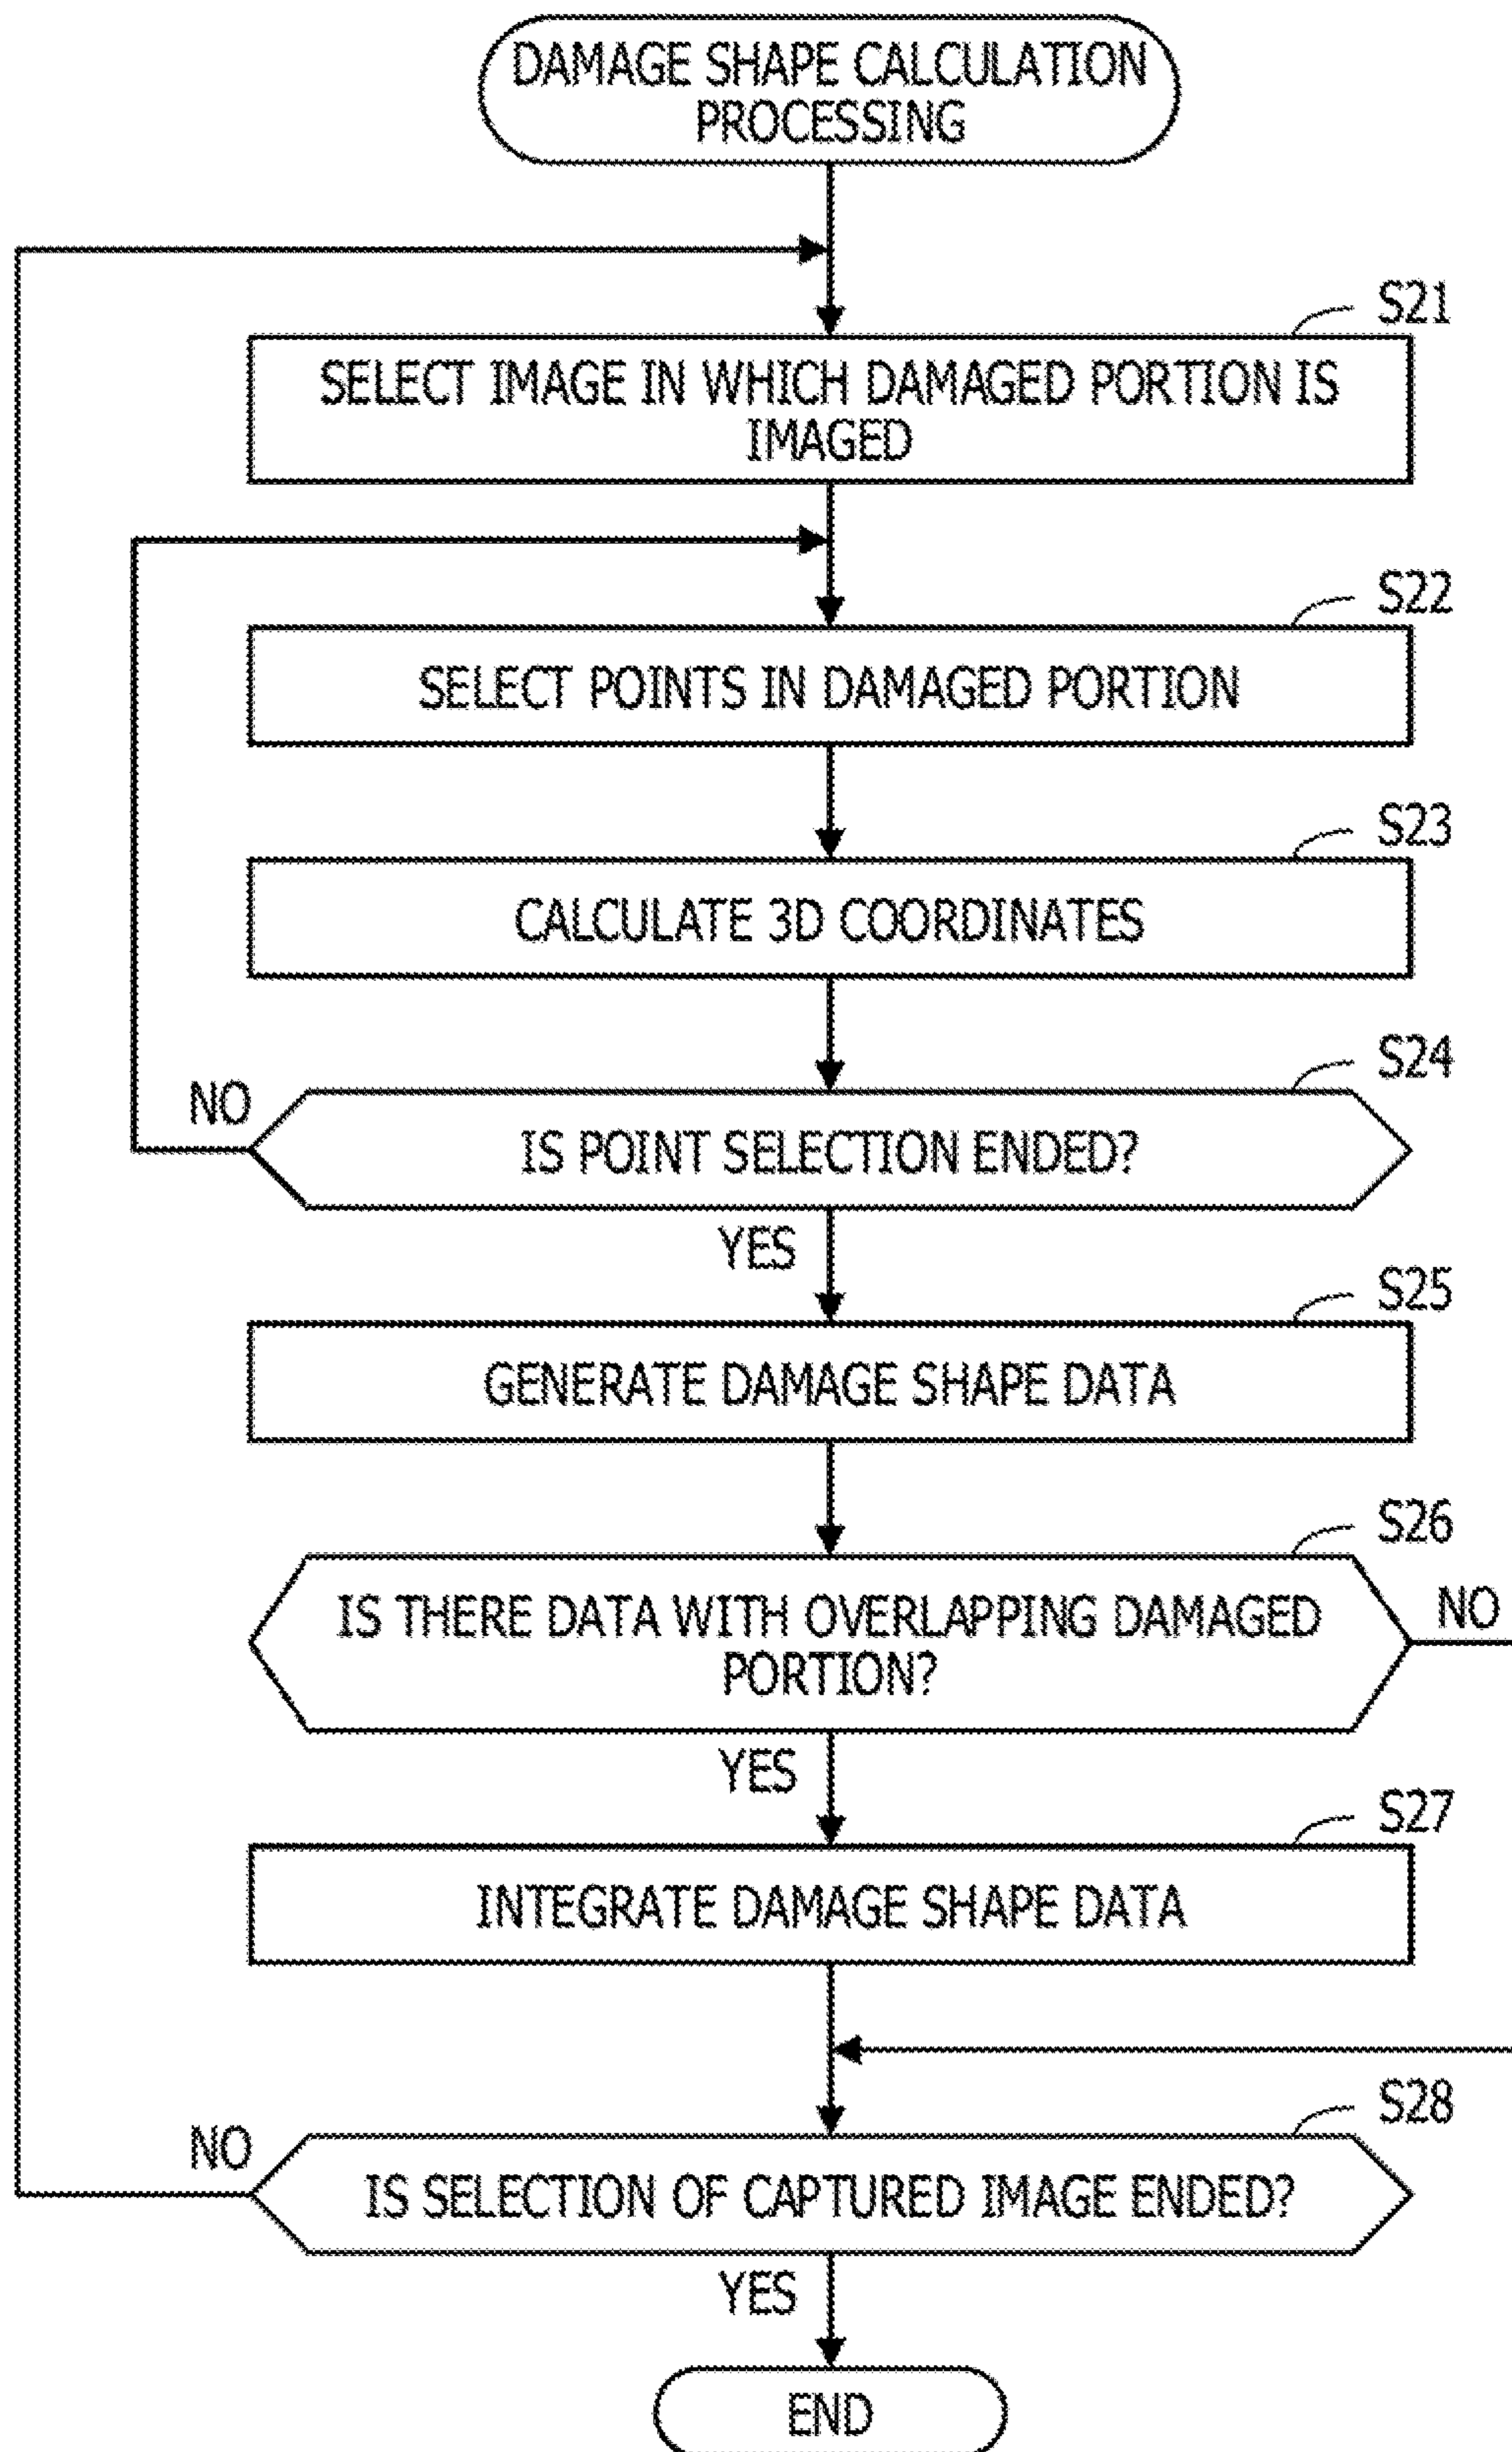 DAMAGE SHAPE CALCULATION
PROCESSING
S21
SELECT IMAGE IN WHICH DAMAGED PORTION IS
IMAGED
S22
SELECT POINTS IN DAMAGED PORTION
S23
CALCULATE 3D COORDINATES
S24
NO
IS POINT SELECTION ENDED?
YES
S25
GENERATE DAMAGE SHAPE DATA
S26
IS THERE DATA WITH OVERLAPPING DAMAGED
PORTION?
NO
YES
S27
INTEGRATE DAMAGE SHAPE DATA
S28
NO
IS SELECTION OF CAPTURED IMAGE ENDED?
YES
END